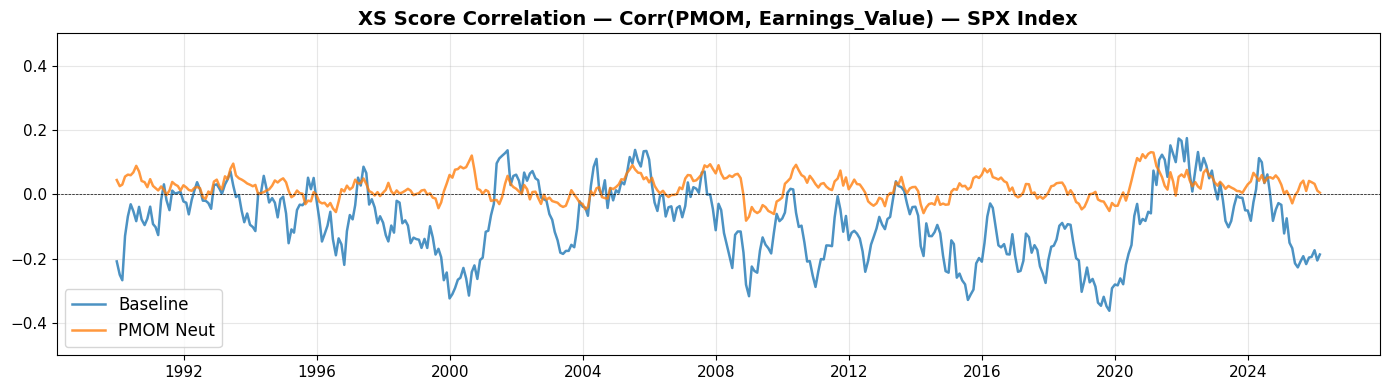 XS Score Correlation — Corr(PMOM, Earnings_Value) — SPX Index
0.4
0.2
0.0
−0.2
−0.4
Baseline
PMOM Neut
1992 1996 2000 2004 2008 2012 2016 2020 2024